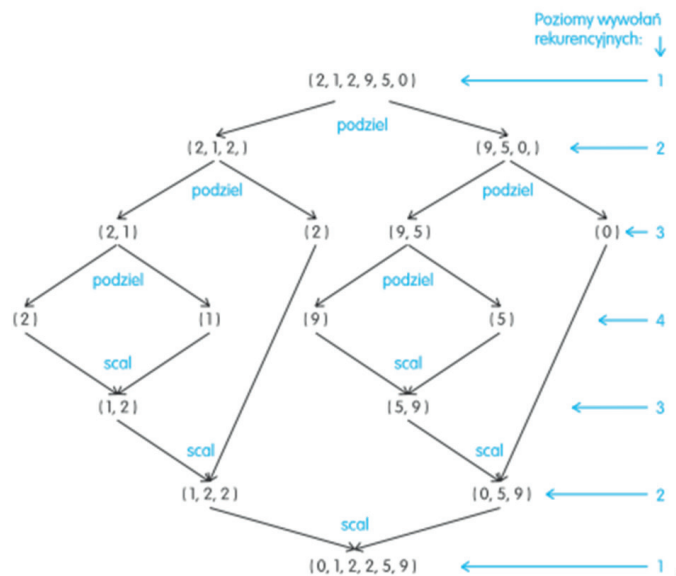 Poziomy wywołań
rekurencyjnych:
{2, 1, 2, 9, 5, 0} 1
podziel
{2, 1, 2,} {9, 5, 0,} 2
podziel podziel
{2, 1} {2} {9, 5} {0} 3
podziel podziel
{2} {1} {9} {5} 4
scal scal
{1, 2} {5, 9} 3
scal scal
{1, 2, 2} {0, 5, 9} 2
scal
{0, 1, 2, 2, 5, 9} 1